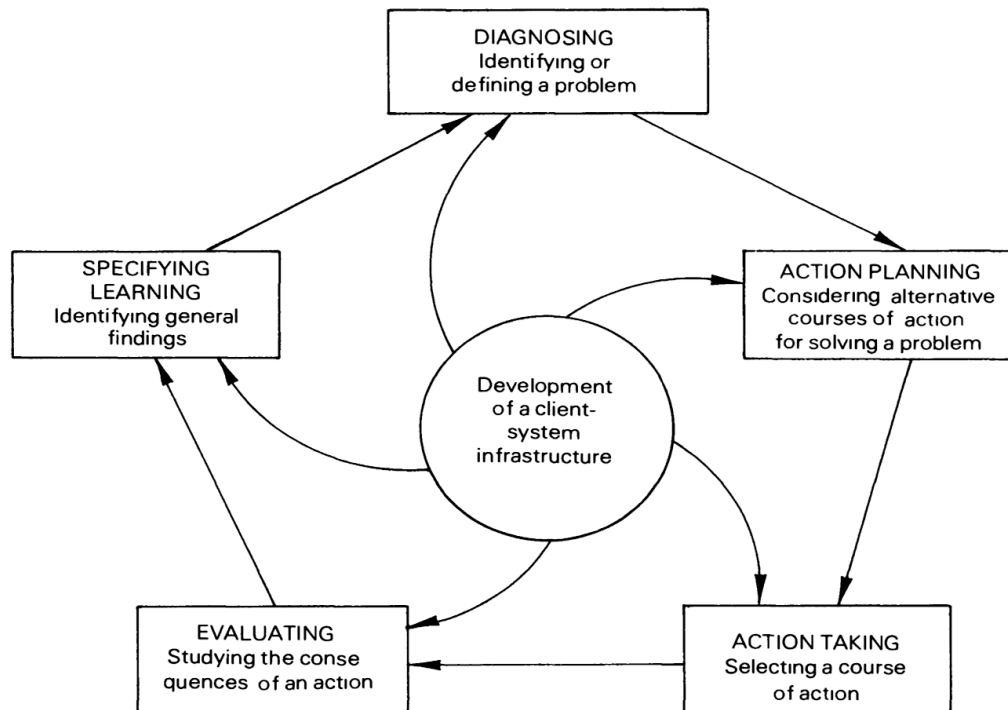 DIAGNOSING
Identifying or
defining a problem
SPECIFYING
LEARNING
Identifying general
findings
ACTION PLANNING
Considering alternative
courses of action
for solving a problem
Development
of a client-
system
infrastructure
EVALUATING
Studying the conse
quences of an action
ACTION TAKING
Selecting a course
of action